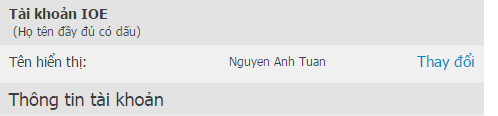 Tài khoản IOE
(Họ tên đầy đủ có dấu)
Tên hiển thị: Nguyen Anh Tuan Thay đổi
Thông tin tài khoản